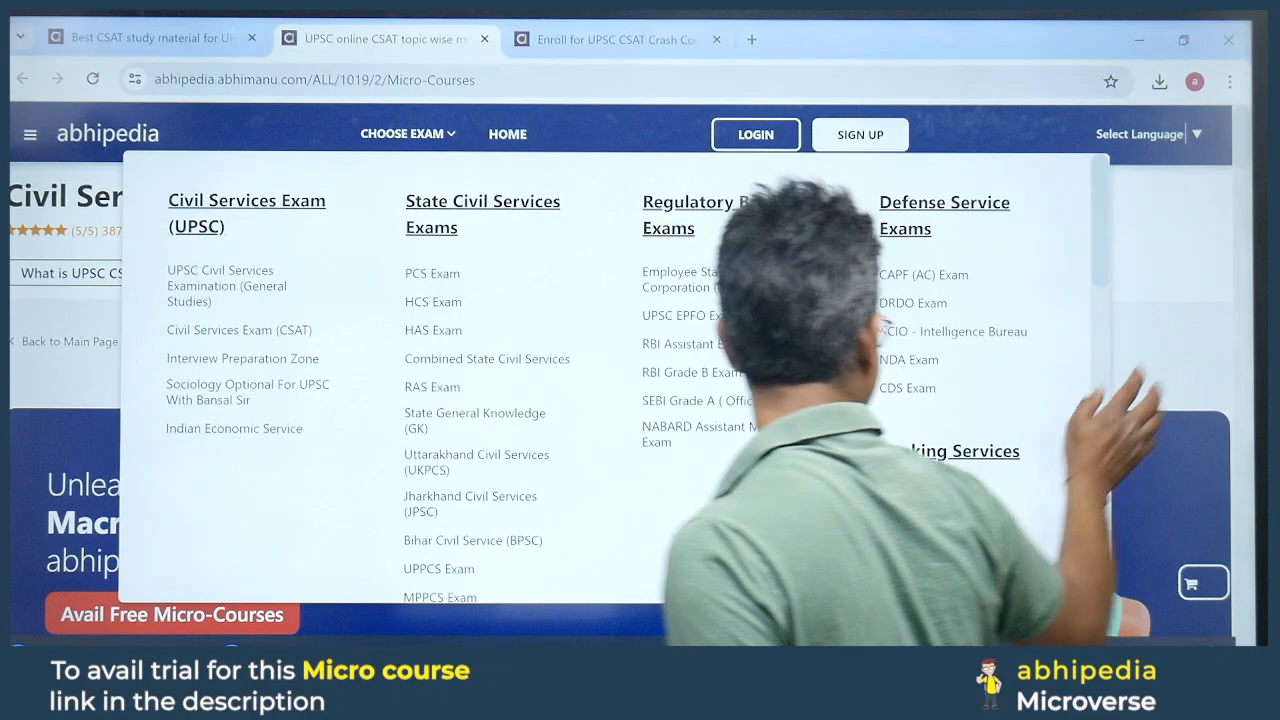 Best CSAT study material for UP
UPSC online CSAT topic wise m
Enroll for UPSC CSAT Crash Cou
abhipedia.abhimanu.com/ALL/1019/2/Micro-Courses
a
abhipedia
CHOOSE EXAM
HOME
LOGIN
SIGN UP
Select Language
Civil Ser
(5/5) 387
What is UPSC CS
Back to Main Page
Unlea
Macr
abhip
Avail Free Micro-Courses
Civil Services Exam
(UPSC)
UPSC Civil Services
Examination (General
Studies)
Civil Services Exam (CSAT)
Interview Preparation Zone
Sociology Optional For UPSC
With Bansal Sir
Indian Economic Service
State Civil Services
Exams
PCS Exam
HCS Exam
HAS Exam
Combined State Civil Services
RAS Exam
State General Knowledge
(GK)
Uttarakhand Civil Services
(UKPCS)
Jharkhand Civil Services
(JPSC)
Bihar Civil Service (BPSC)
UPPCS Exam
MPPCS Exam
Regulatory
Exams
Employee Sta
Corporation
UPSC EPFO Ex
RBI Assistant E
RBI Grade B Exam
SEBI Grade A ( Offic
NABARD Assistant M
Exam
Defense Service
Exams
CAPF (AC) Exam
DRDO Exam
CIO - Intelligence Bureau
NDA Exam
CDS Exam
king Services
To avail trial for this Micro course
link in the description
abhipedia
Microverse